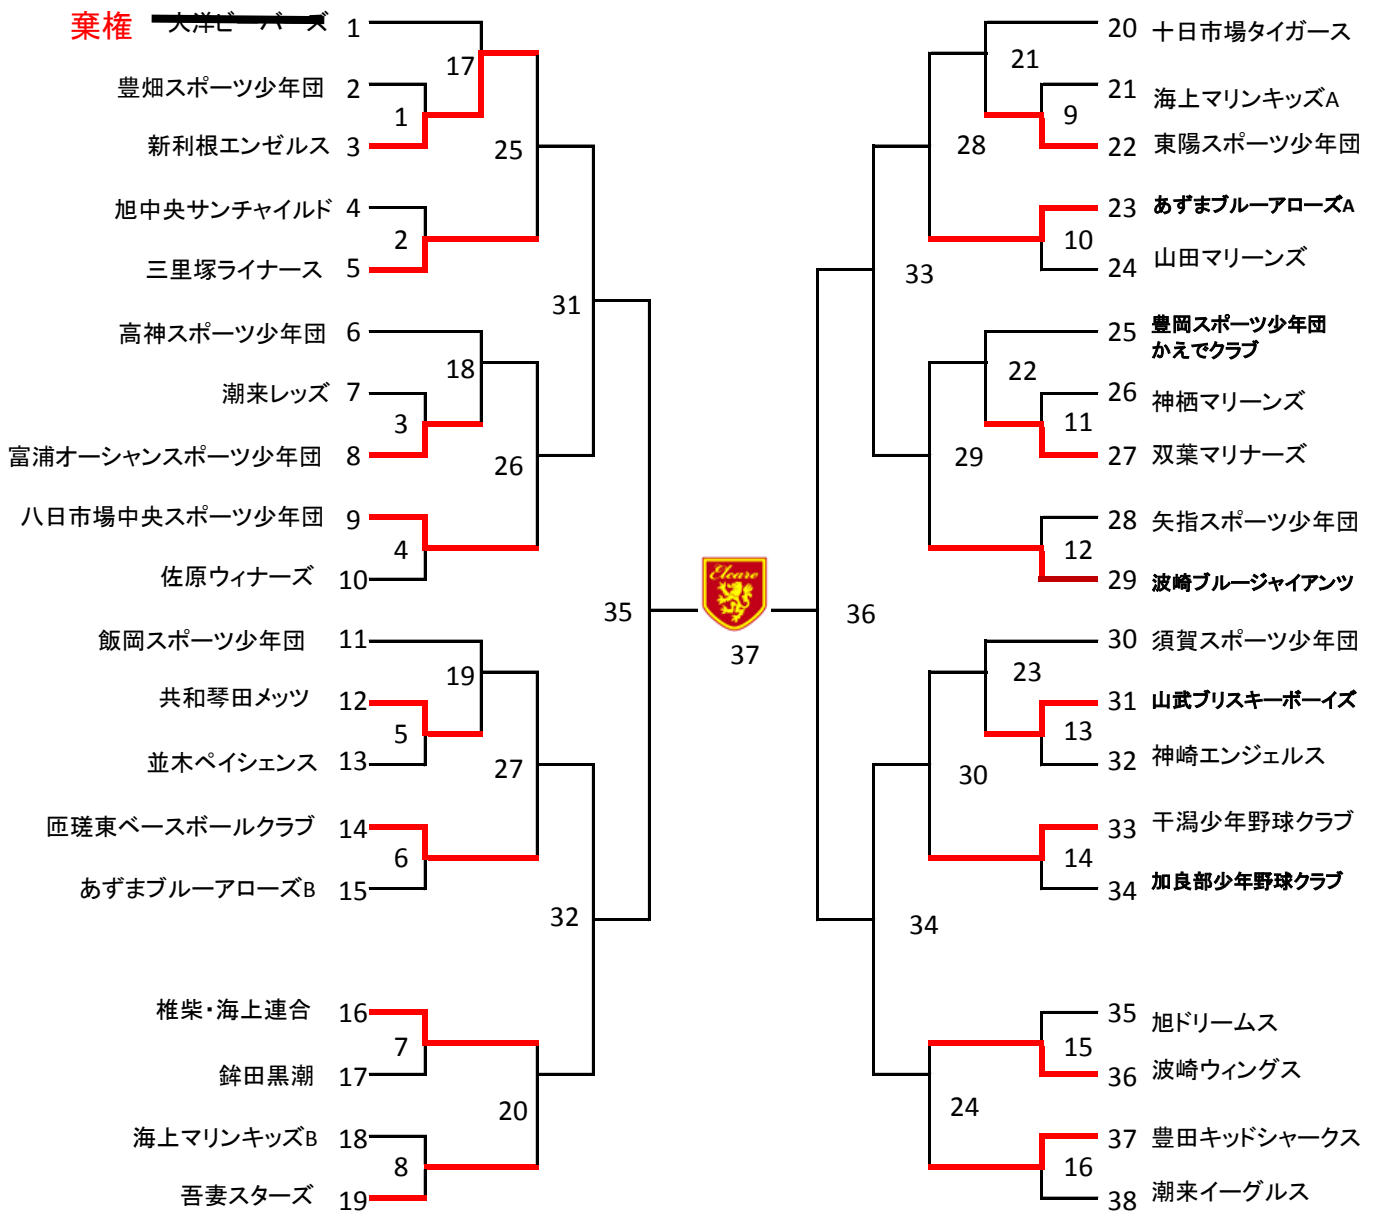 棄権 大洋ビーバーズ 1
豊畑スポーツ少年団 2
新利根エンゼルス 3
旭中央サンチャイルド 4
三里塚ライナース 5
高神スポーツ少年団 6
潮来レッズ 7
富浦オーシャンスポーツ少年団 8
八日市場中央スポーツ少年団 9
佐原ウィナーズ 10
飯岡スポーツ少年団 11
共和琴田メッツ 12
並木ペイシェンス 13
匝瑳東ベースボールクラブ 14
あずまブルーアローズB 15
椎柴・海上連合 16
鉾田黒潮 17
海上マリンキッズB 18
吾妻スターズ 19
1
2
3
4
5
6
7
8
17
18
19
20
25
26
27
31
32
35
Elcare
37
36
33
34
28
29
30
24
21
22
23
9
10
11
12
13
14
15
16
20 十日市場タイガース
21 海上マリンキッズA
22 東陽スポーツ少年団
23 あずまブルーアローズA
24 山田マリーンズ
25 豊岡スポーツ少年団
かえでクラブ
26 神栖マリーンズ
27 双葉マリナーズ
28 矢指スポーツ少年団
29 波崎ブルージャイアンツ
30 須賀スポーツ少年団
31 山武ブリスキーボーイズ
32 神崎エンジェルス
33 干潟少年野球クラブ
34 加良部少年野球クラブ
35 旭ドリームス
36 波崎ウィングス
37 豊田キッドシャークス
38 潮来イーグルス